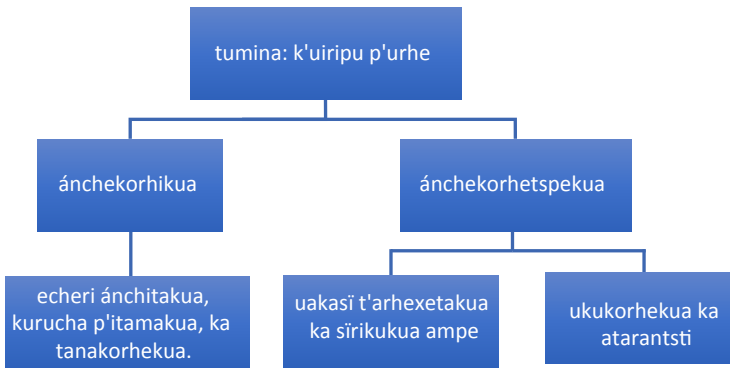 tumina: k'uiripu p'urhe
ánchekorhikua
ánchekorhetspekua
echeri ánchitakua,
kurucha p'itamakua, ka
tanakorhekua.
uakasï t'arhexetakua
ka sïrikukua ampe
ukukorhekua ka
atarantsti